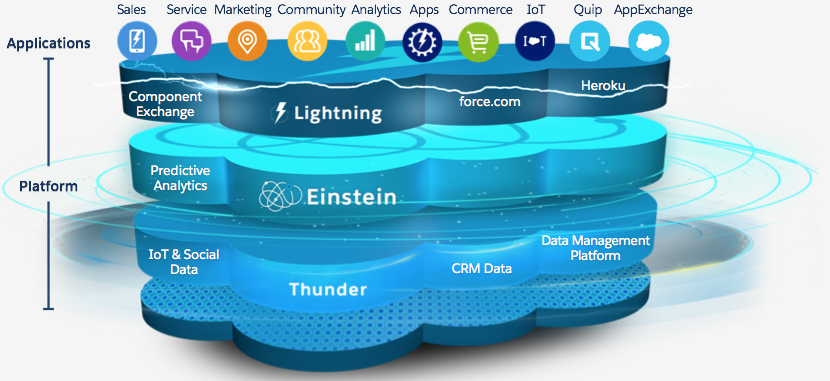 Sales Service Marketing Community Analytics Apps Commerce IoT Quip AppExchange
Applications
I T
Component
Exchange
Lightning
force.com
Heroku
Platform
Predictive
Analytics
Einstein
IoT & Social
Data
Thunder
CRM Data
Data Management
Platform